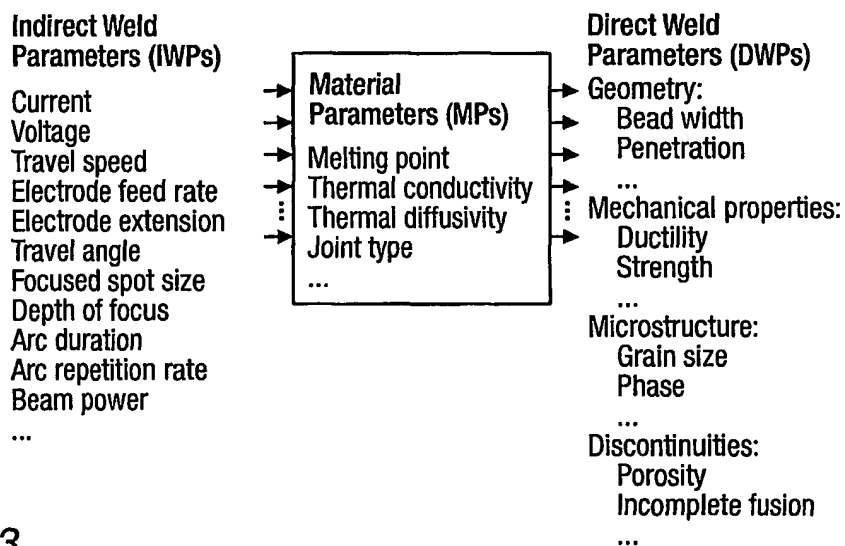 Indirect Weld
Parameters (IWPs)
Current
Voltage
Travel speed
Electrode feed rate
Electrode extension
Travel angle
Focused spot size
Depth of focus
Arc duration
Arc repetition rate
Beam power
...
Material
Parameters (MPs)
Melting point
Thermal conductivity
Thermal diffusivity
Joint type
...
Direct Weld
Parameters (DWPs)
Geometry:
Bead width
Penetration
...
Mechanical properties:
Ductility
Strength
...
Microstructure:
Grain size
Phase
...
Discontinuities:
Porosity
Incomplete fusion
...